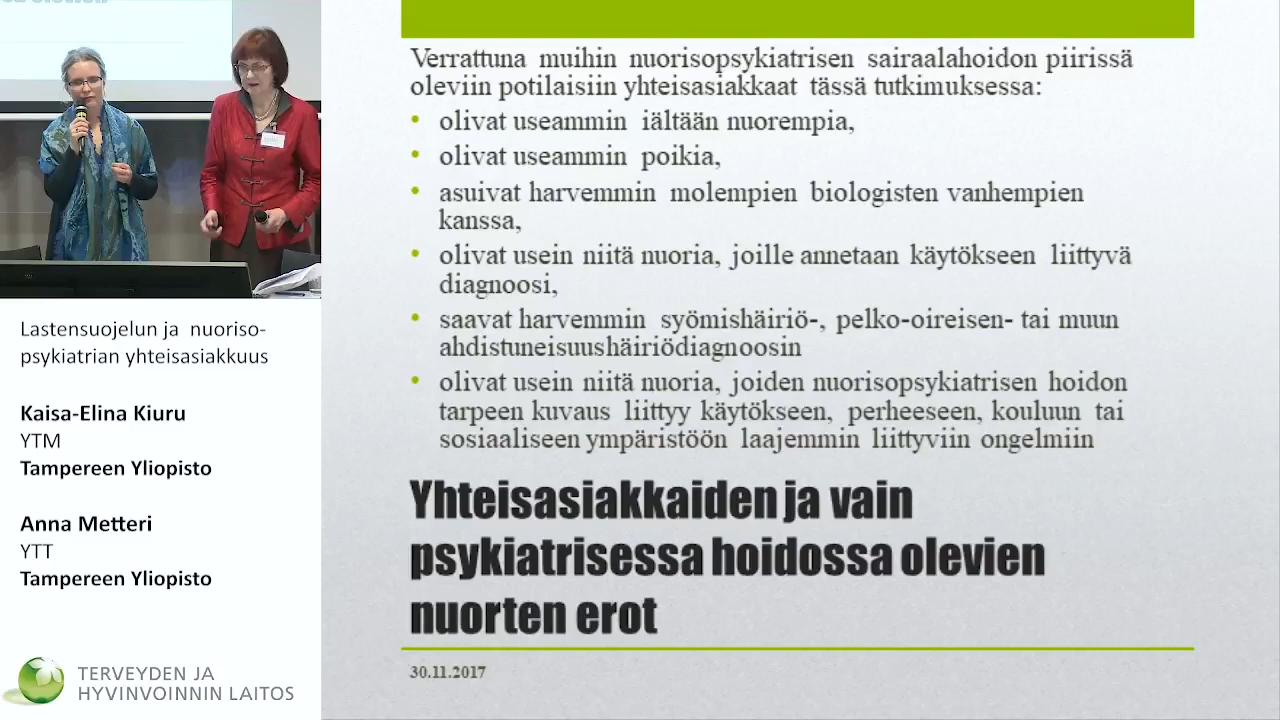 Verrattuna muihin nuorisopsykiatrisen sairaalahoidon piirissä
oleviin potilaisiin yhteisasiakkaat tässä tutkimuksessa:
• olivat useammin iältään nuorempia,
• olivat useammin poikia,
• asuivat harvemmin molempien biologisten vanhempien
kanssa,
• olivat usein niitä nuoria, joille annetaan käytökseen liittyvä
diagnoosi,
• saavat harvemmin syömishäiriö-, pelko-oireisen- tai muun
ahdistuneisuushäiriödiagnoosin
• olivat usein niitä nuoria, joiden nuorisopsykiatrisen hoidon
tarpeen kuvaus liittyy käytökseen, perheeseen, kouluun tai
sosiaaliseen ympäristöön laajemmin liittyviin ongelmiin
Yhteisasiakkaiden ja vain
psykiatrisessa hoidossa olevien
nuorten erot
30.11.2017
Lastensuojelun ja nuoriso-
psykiatrian yhteisasiakkuus
Kaisa-Elina Kiuru
YTM
Tampereen Yliopisto
Anna Metteri
YTT
Tampereen Yliopisto
TERVEYDEN JA
HYVINVOINNIN LAITOS